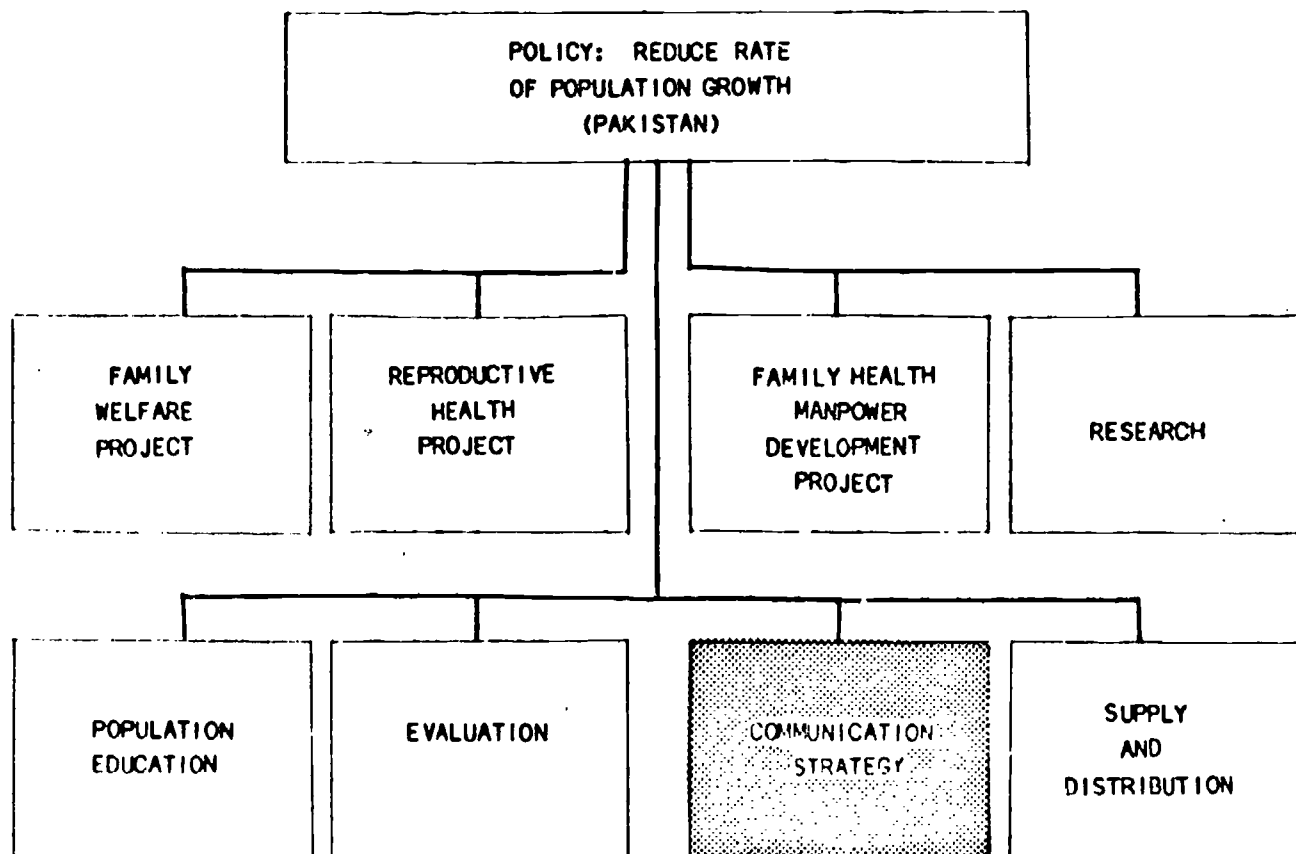 POLICY: REDUCE RATE
OF POPULATION GROWTH
(PAKISTAN)
FAMILY
WELFARE
PROJECT
REPRODUCTIVE
HEALTH
PROJECT
FAMILY HEALTH
MANPOWER
DEVELOPMENT
PROJECT
RESEARCH
POPULATION
EDUCATION
EVALUATION
COMMUNICATION
STRATEGY
SUPPLY
AND
DISTRIBUTION